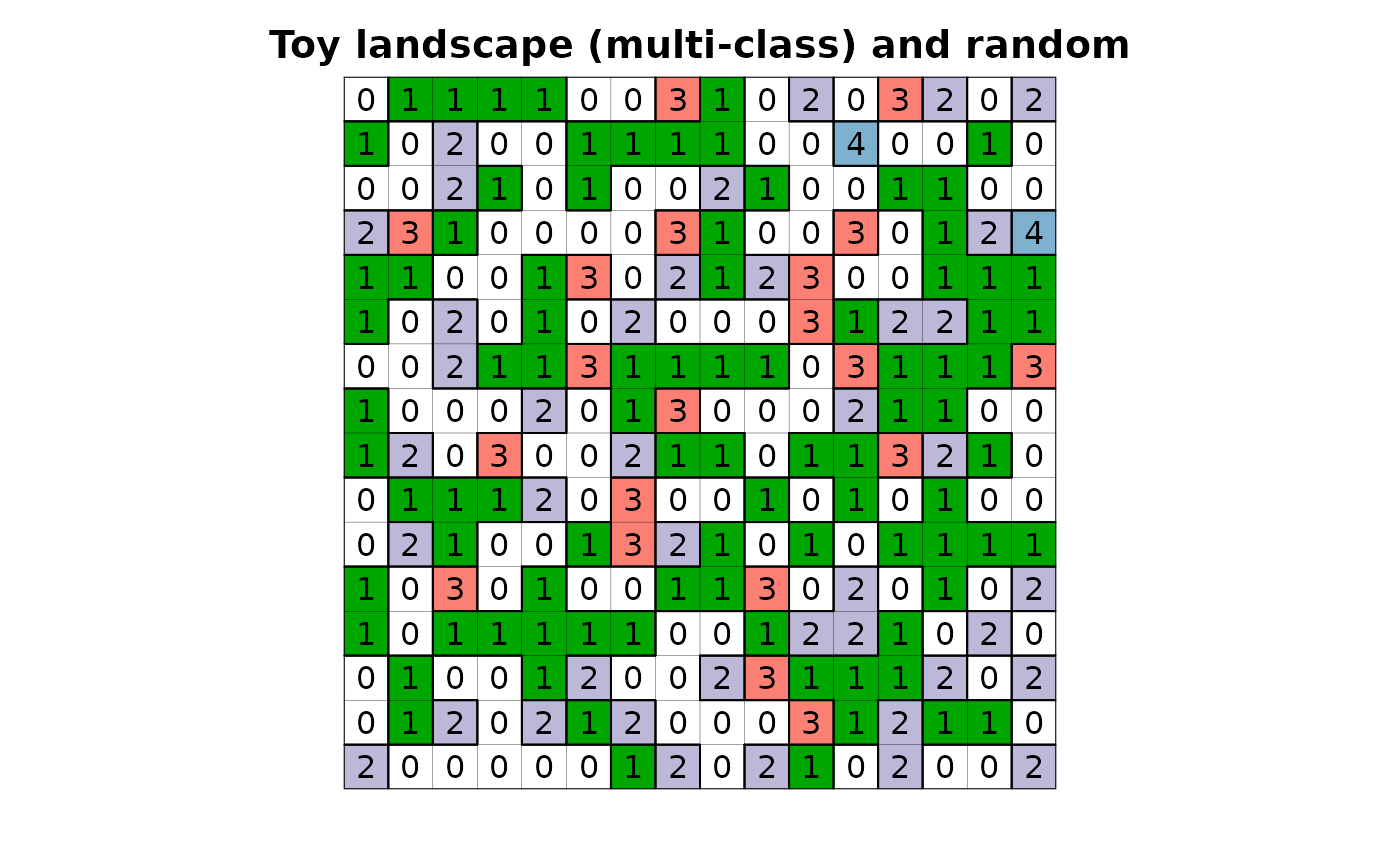 Toy landscape (multi-class) and random
0 1 1 1 1 0 0 3 1 0 2 0 3 2 0 2
1 0 2 0 0 1 1 1 1 0 0 4 0 0 1 0
0 0 2 1 0 1 0 0 2 1 0 0 1 1 0 0
2 3 1 0 0 0 0 3 1 0 0 3 0 1 2 4
1 1 0 0 1 3 0 2 1 2 3 0 0 1 1 1
1 0 2 0 1 0 2 0 0 0 3 1 2 2 1 1
0 0 2 1 1 3 1 1 1 1 0 3 1 1 1 3
1 0 0 0 2 0 1 3 0 0 0 2 1 1 0 0
1 2 0 3 0 0 2 1 1 0 1 1 3 2 1 0
0 1 1 1 2 0 3 0 0 1 0 1 0 1 0 0
0 2 1 0 0 1 3 2 1 0 1 0 1 1 1 1
1 0 3 0 1 0 0 1 1 3 0 2 0 1 0 2
1 0 1 1 1 1 0 0 1 2 2 1 0 2 0
0 1 0 0 1 2 0 0 2 3 1 1 1 2 0 2
0 1 2 0 2 1 2 0 0 0 3 1 2 1 1 0
2 0 0 0 0 0 1 2 0 2 1 0 2 0 0 2